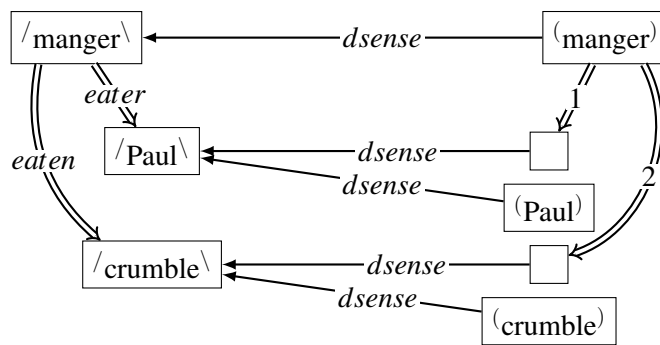 /manger\ dsense (manger)
eater 1
/Paul\ dsense
eaten dsense 2
(Paul)
/crumble\ dsense
dsense
(crumble)